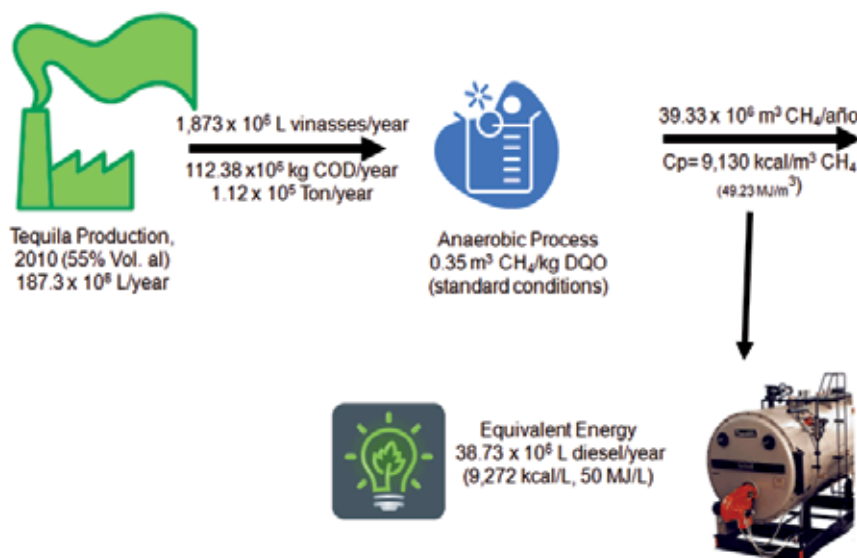 1,873 x 10⁶ L vinasses/year
112.38 x10⁶ kg COD/year
1.12 x 10⁵ Ton/year
Tequila Production,
2010 (55% Vol. al)
187.3 x 10⁶ L/year
Anaerobic Process
0.35 m³ CH₄/kg DQO
(standard conditions)
39.33 x 10⁶ m³ CH₄/año
Cp= 9,130 kcal/m³ CH₄
(49.23 MJ/m³)
Equivalent Energy
38.73 x 10⁶ L diesel/year
(9,272 kcal/L, 50 MJ/L)